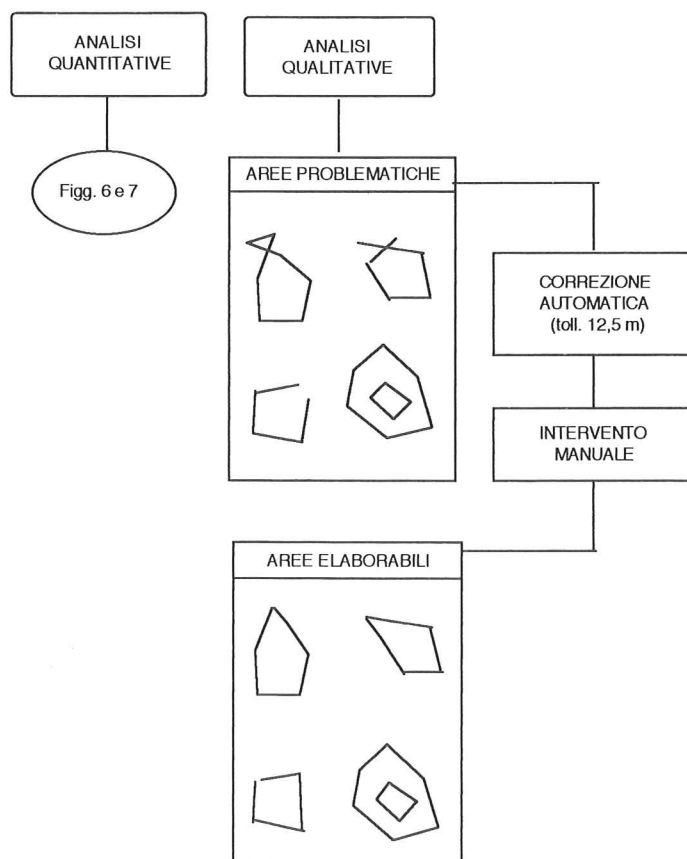 ANALISI
QUANTITATIVE
ANALISI
QUALITATIVE
Figg. 6 e 7
AREE PROBLEMATICHE
CORREZIONE
AUTOMATICA
(toll. 12,5 m)
INTERVENTO
MANUALE
AREE ELABORABILI